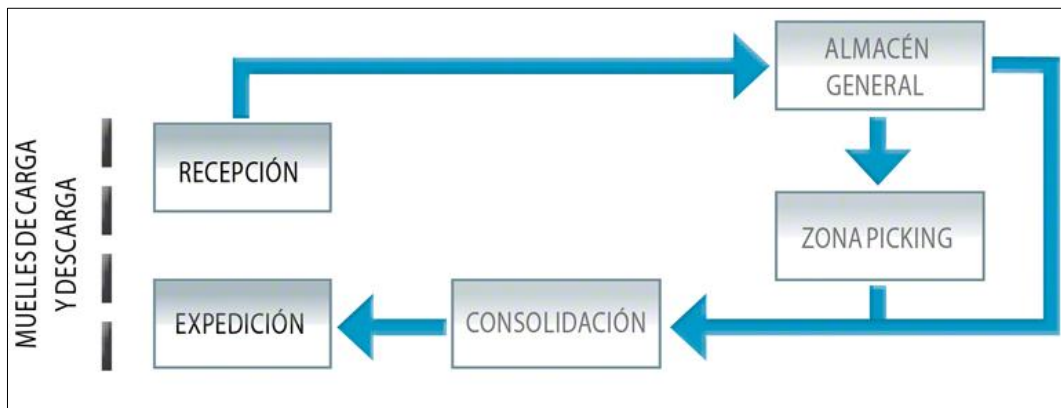 MUELLES DE CARGA
Y DESCARGA
RECEPCIÓN
ALMACÉN
GENERAL
ZONA PICKING
CONSOLIDACIÓN
EXPEDICIÓN